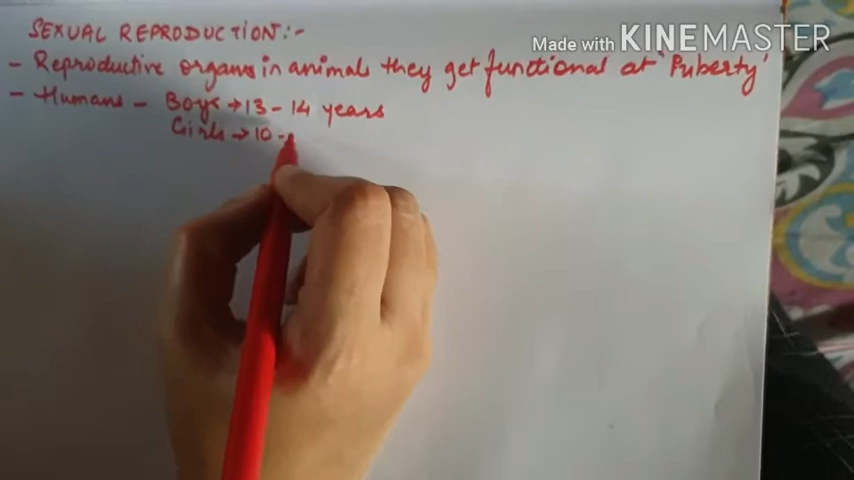 Made with KINEMASTER
SEXUAL REPRODUCTION:-
- Reproductive organs in animals they get functional at 'Puberty'
- Humans - Boys → 13 - 14 years
Girls → 10 -